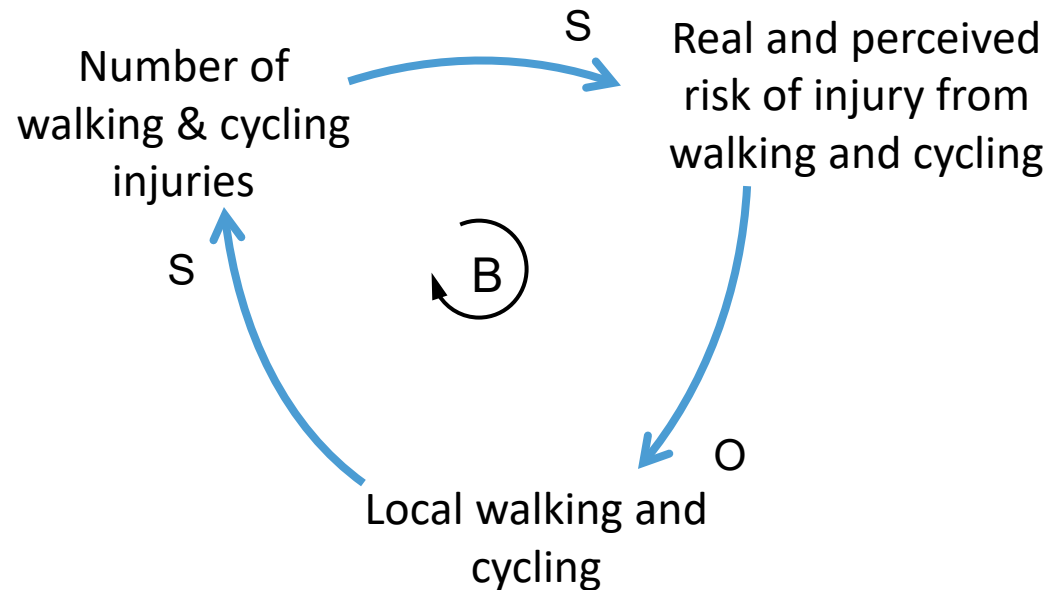 S
Number of
walking & cycling
injuries
Real and perceived
risk of injury from
walking and cycling
S
B
O
Local walking and
cycling